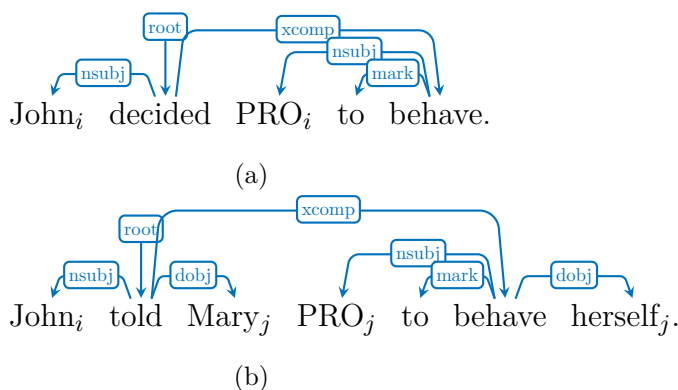 root xcomp
nsubj
nsubj mark
John_i decided PRO_i to behave.
(a)
xcomp
root
nsubj
nsubj dobj mark dobj
John_i told Mary_j PRO_j to behave herself_j.
(b)